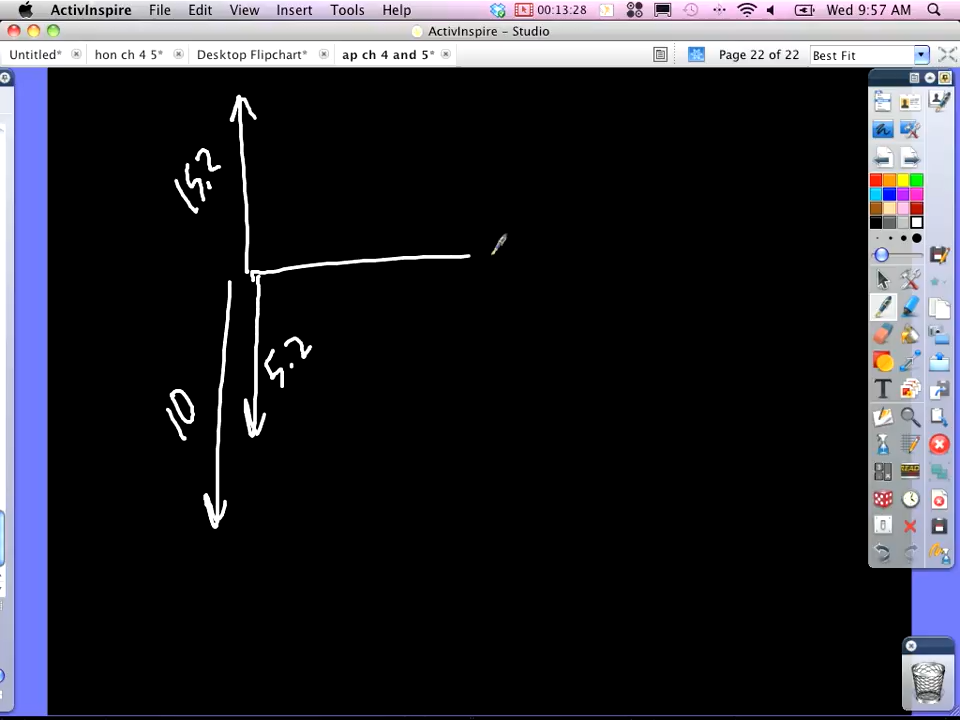 ActivInspire File Edit View Insert Tools Help 00:13:28 Wed 9:57 AM
ActivInspire - Studio
Untitled* hon ch 4 5* Desktop Flipchart* ap ch 4 and 5* Page 22 of 22 Best Fit
15.2
5.2
10